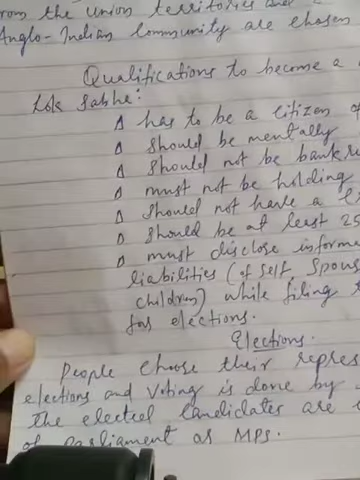 from the union territories and
Anglo-Indian Community are chosen
Qualifications to become a
Lok Sabha:
has to be a citizen of
should be mentally
should not be
must not be holding
should not have a
should be at least 25
must disclose
liabilities (of self, spous
children) while filing
for elections.
Elections.
People choose their repres
elections and voting is done by
The elected candidates are
of parliament as MPs.